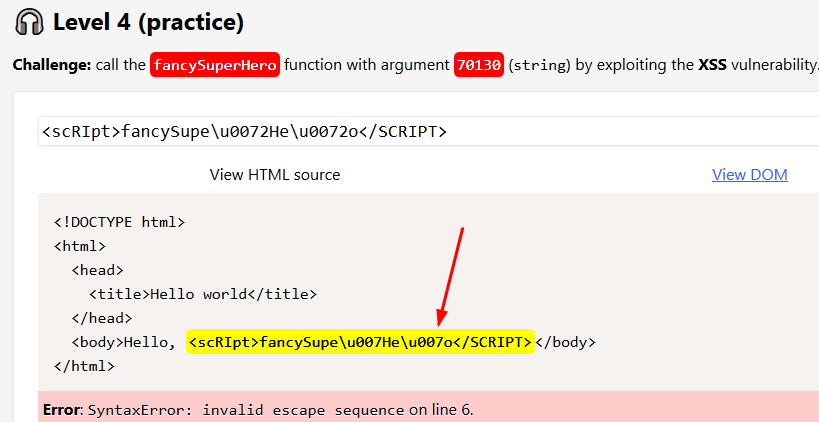 🎧 Level 4 (practice)
Challenge: call the fancySuperHero function with argument 70130 (string) by exploiting the XSS vulnerability.
<scRIpt>fancySupe\u0072He\u0072o</SCRIPT>
View HTML source View DOM
<!DOCTYPE html>
<html>
<head>
<title>Hello world</title>
</head>
<body>Hello, <scRIpt>fancySupe\u007He\u007o</SCRIPT></body>
</html>
Error: SyntaxError: invalid escape sequence on line 6.